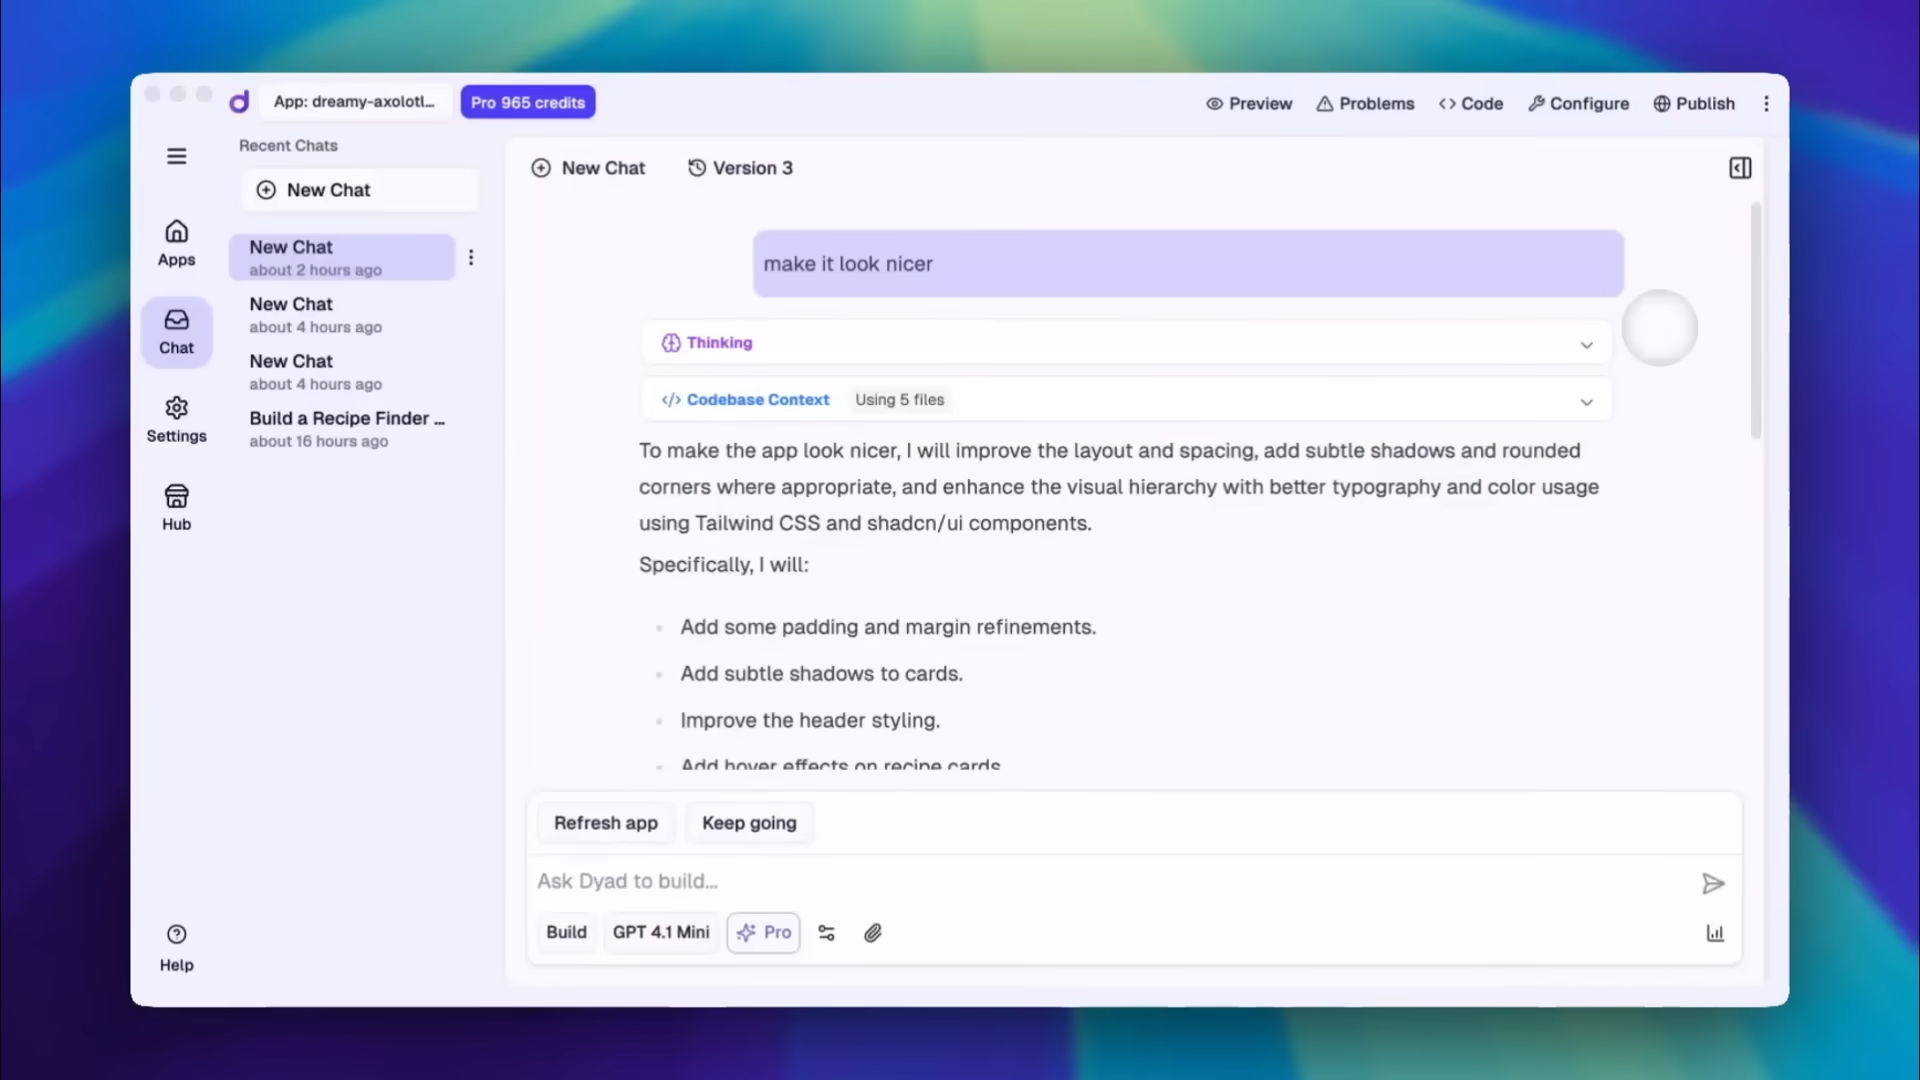 App: dreamy-axolotl...
Pro 965 credits
Preview
Problems
Code
Configure
Publish
Recent Chats
New Chat
New Chat
about 2 hours ago
New Chat
about 4 hours ago
New Chat
about 4 hours ago
Build a Recipe Finder ...
about 16 hours ago
Apps
Chat
Settings
Hub
Help
New Chat
Version 3
make it look nicer
Thinking
Codebase Context
Using 5 files
To make the app look nicer, I will improve the layout and spacing, add subtle shadows and rounded
corners where appropriate, and enhance the visual hierarchy with better typography and color usage
using Tailwind CSS and shadcn/ui components.
Specifically, I will:
Add some padding and margin refinements.
Add subtle shadows to cards.
Improve the header styling.
Add hover effects on recipe cards
Refresh app
Keep going
Ask Dyad to build...
Build
GPT 4.1 Mini
Pro